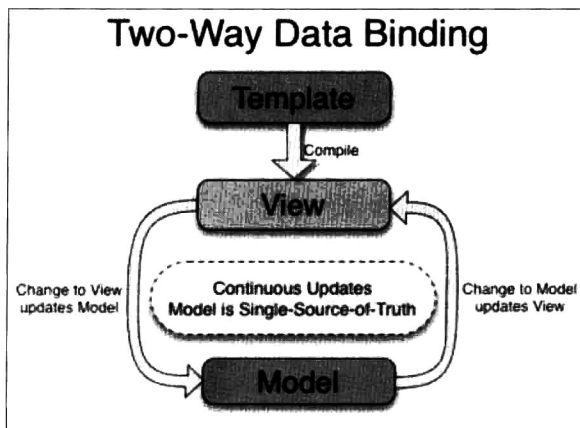 Two-Way Data Binding
Template
Compile
View
Change to View
updates Model
Continuous Updates
Model is Single-Source-of-Truth
Change to Model
updates View
Model